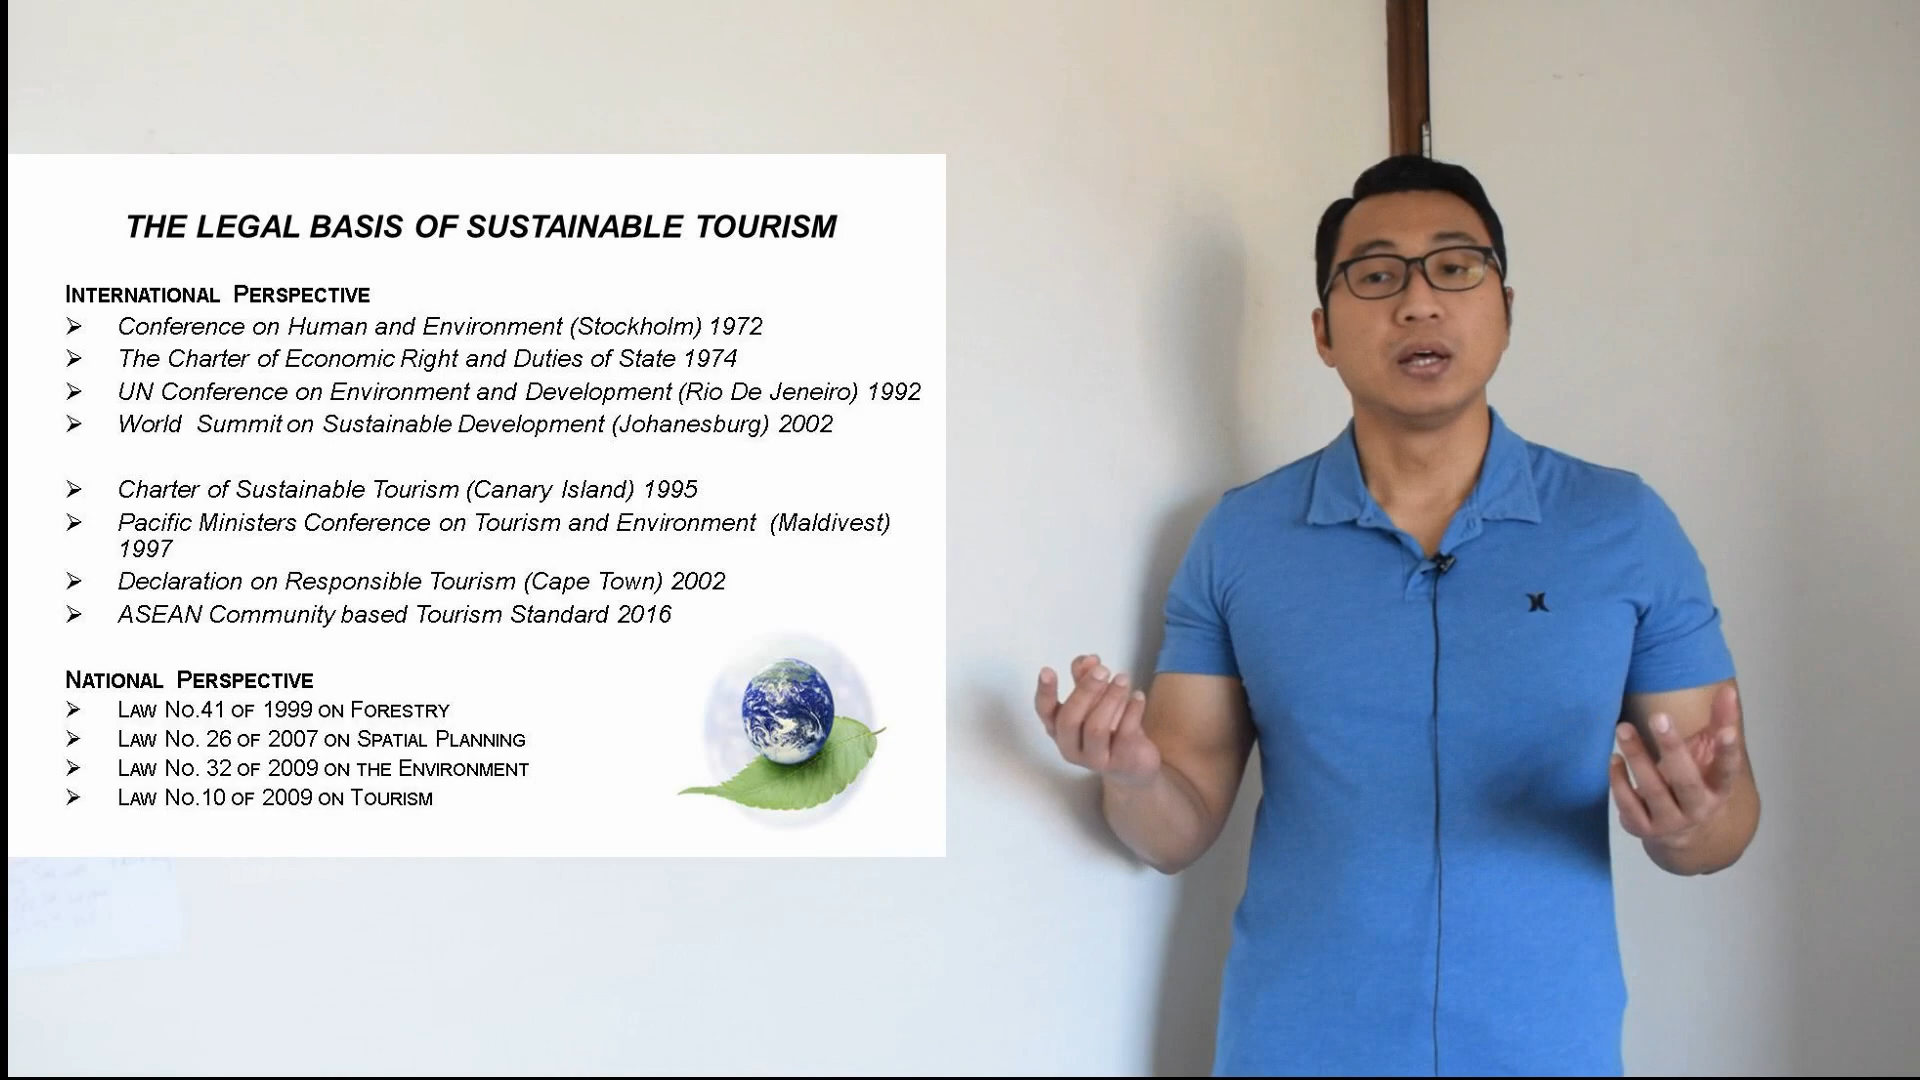 THE LEGAL BASIS OF SUSTAINABLE TOURISM
INTERNATIONAL PERSPECTIVE
➢ Conference on Human and Environment (Stockholm) 1972
➢ The Charter of Economic Right and Duties of State 1974
➢ UN Conference on Environment and Development (Rio De Jeneiro) 1992
➢ World Summit on Sustainable Development (Johanesburg) 2002
➢ Charter of Sustainable Tourism (Canary Island) 1995
➢ Pacific Ministers Conference on Tourism and Environment (Maldivest)
1997
➢ Declaration on Responsible Tourism (Cape Town) 2002
➢ ASEAN Community based Tourism Standard 2016
NATIONAL PERSPECTIVE
➢ LAW NO.41 OF 1999 ON FORESTRY
➢ LAW NO. 26 OF 2007 ON SPATIAL PLANNING
➢ LAW NO. 32 OF 2009 ON THE ENVIRONMENT
➢ LAW NO.10 OF 2009 ON TOURISM